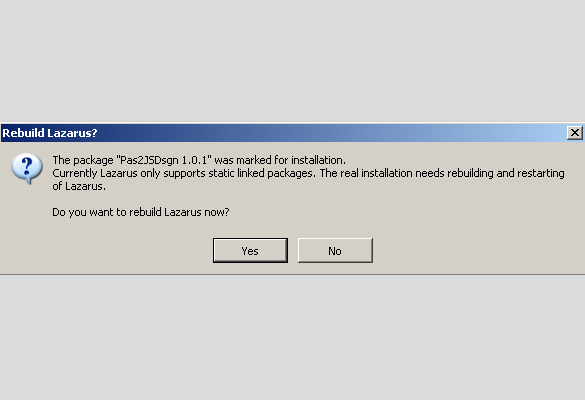 Rebuild Lazarus?
The package "Pas2JSDsgn 1.0.1" was marked for installation.
Currently Lazarus only supports static linked packages. The real installation needs rebuilding and restarting
of Lazarus.
Do you want to rebuild Lazarus now?
Yes
No